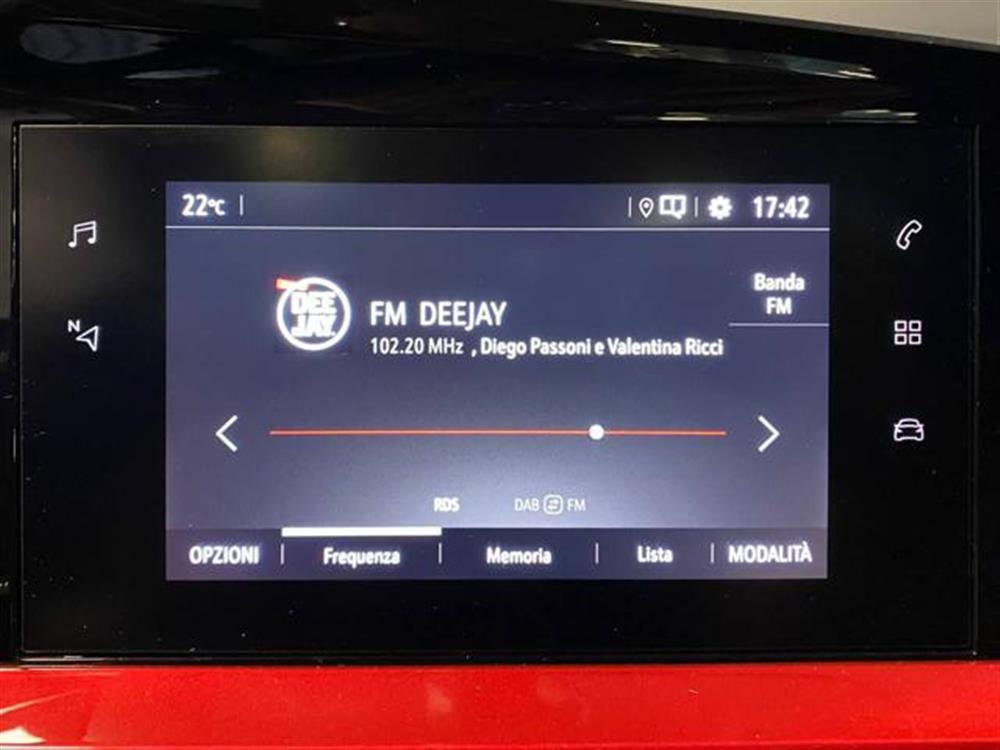 22°C
17:42
Banda
FM
DEE
JAY
FM DEEJAY
102.20 MHz , Diego Passoni e Valentina Ricci
N
RDS
DAB FM
OPZIONI Frequenza Memoria Lista MODALITÀ